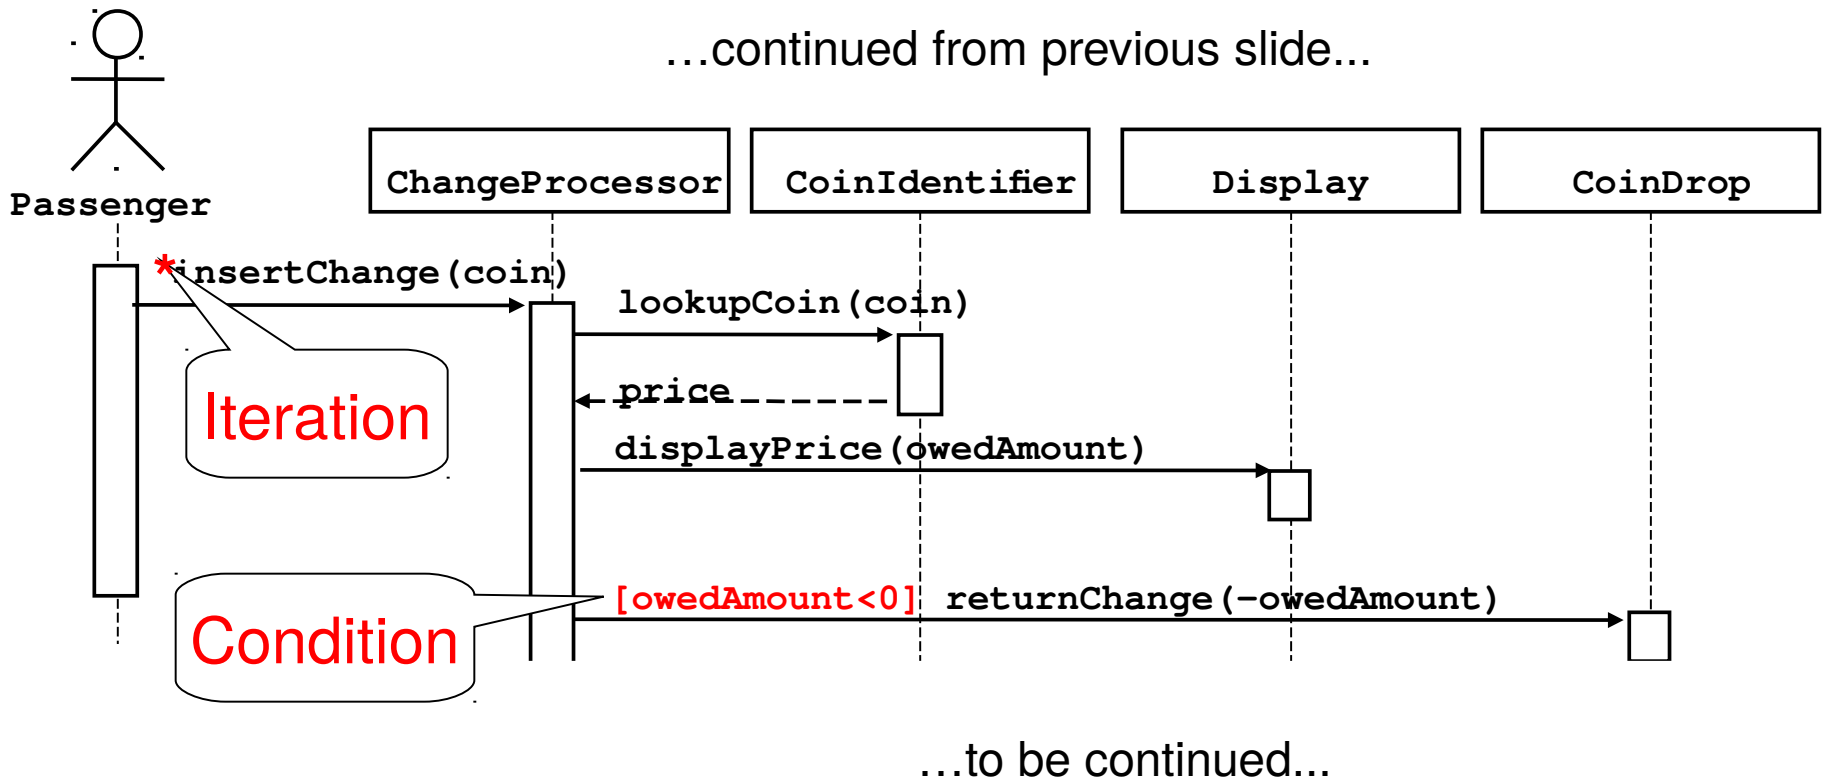 …continued from previous slide...
ChangeProcessor CoinIdentifier Display CoinDrop
Passenger
*insertChange(coin)
lookupCoin(coin)
Iteration
price
displayPrice(owedAmount)
[owedAmount<0] returnChange(-owedAmount)
Condition
…to be continued...